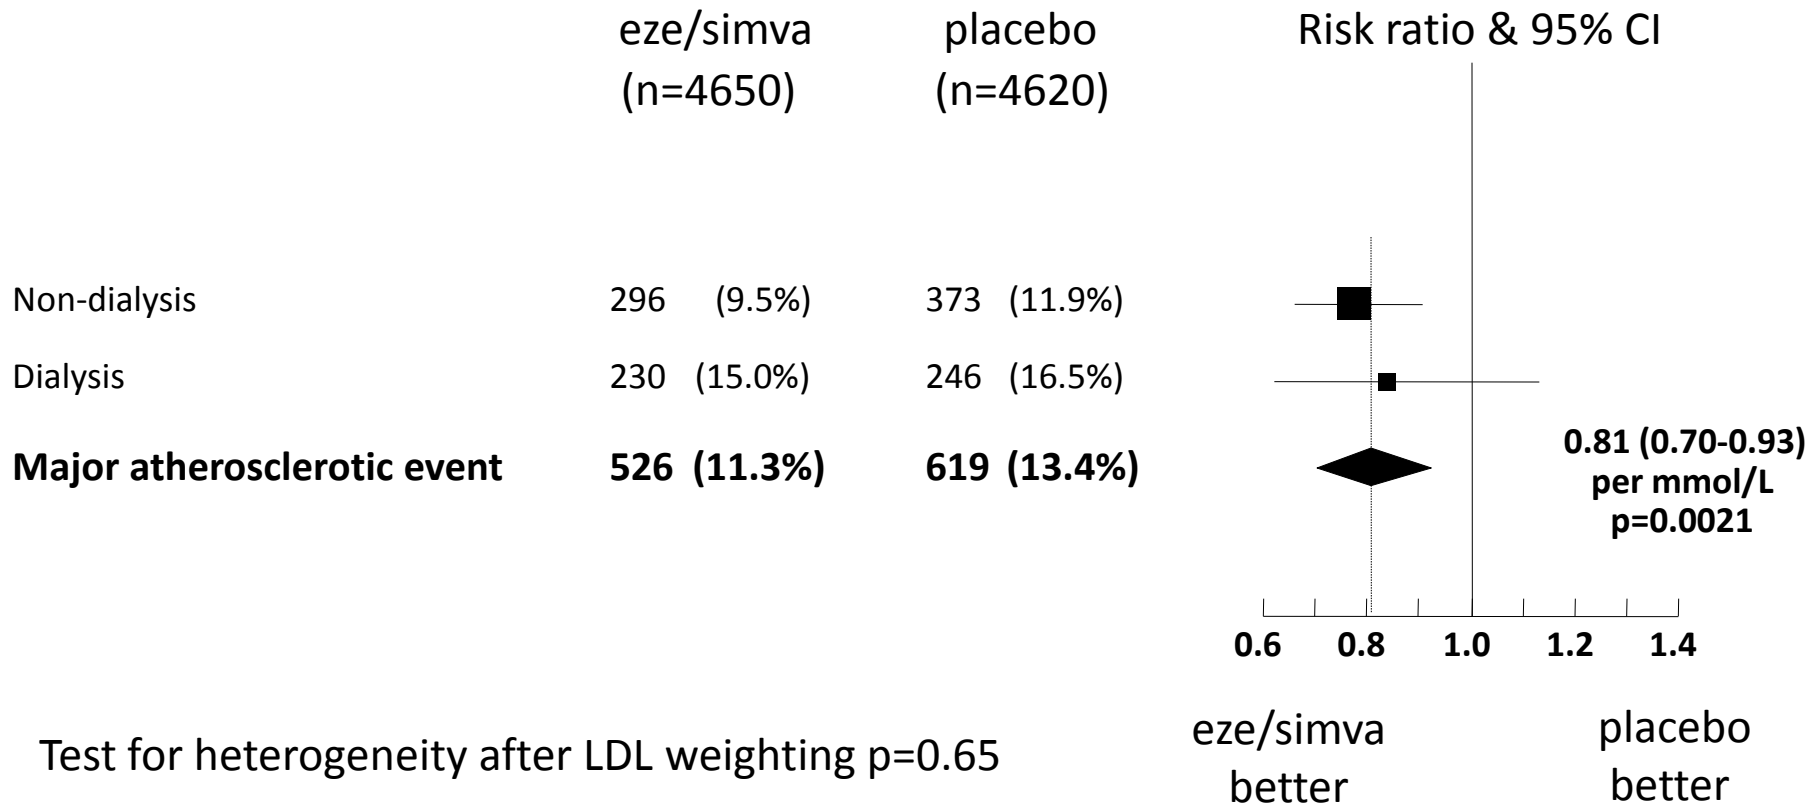 eze/simva placebo Risk ratio & 95% CI
(n=4650) (n=4620)
Non-dialysis 296 (9.5%) 373 (11.9%)
Dialysis 230 (15.0%) 246 (16.5%)
Major atherosclerotic event 526 (11.3%) 619 (13.4%)
0.81 (0.70-0.93)
per mmol/L
p=0.0021
0.6 0.8 1.0 1.2 1.4
Test for heterogeneity after LDL weighting p=0.65
eze/simva placebo
better better